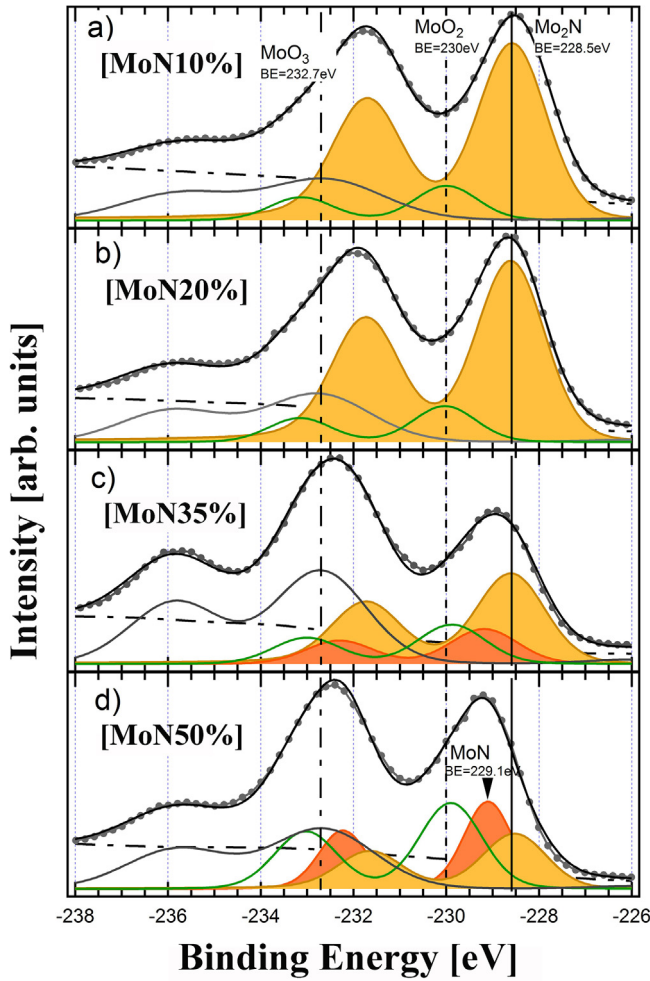 a)
[MoN10%]
MoO3
BE=232.7eV
MoO2
BE=230eV
Mo2N
BE=228.5eV
b)
[MoN20%]
c)
[MoN35%]
d)
[MoN50%]
MoN
BE=229.1eV
Intensity [arb. units]
-238 -236 -234 -232 -230 -228 -226
Binding Energy [eV]